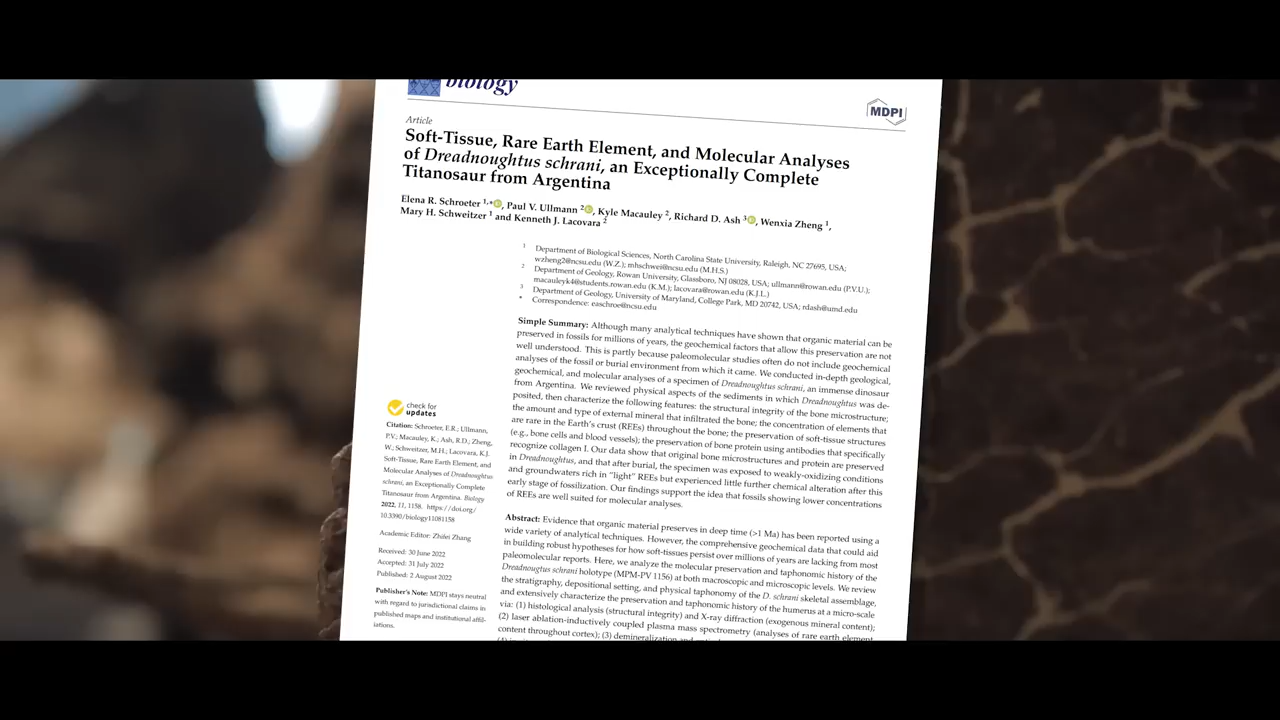 biology
MDPI
Article
Soft-Tissue, Rare Earth Element, and Molecular Analyses
of Dreadnoughtus schrani, an Exceptionally Complete
Titanosaur from Argentina
Elena R. Schroeter 1,*, Paul V. Ullmann 2, Kyle Macauley 2, Richard D. Ash 3, Wenxia Zheng 1,
Mary H. Schweitzer 1 and Kenneth J. Lacovara 2
1 Department of Biological Sciences, North Carolina State University, Raleigh, NC 27695, USA;
wzheng2@ncsu.edu (W.Z.); mhschwei@ncsu.edu (M.H.S.)
2 Department of Geology, Rowan University, Glassboro, NJ 08028, USA; ullmann@rowan.edu (P.V.U.);
macauleyk4@students.rowan.edu (K.M.); lacovara@rowan.edu (K.J.L.)
3 Department of Geology, University of Maryland, College Park, MD 20742, USA; rdash@umd.edu
* Correspondence: easchroe@ncsu.edu
Simple Summary: Although many analytical techniques have shown that organic material can be
preserved in fossils for millions of years, the geochemical factors that allow this preservation are not
well understood. This is partly because paleomolecular studies often do not include geochemical
analyses of the fossil or burial environment from which it came. We conducted in-depth geological,
geochemical, and molecular analyses of a specimen of Dreadnoughtus schrani, an immense dinosaur
from Argentina. We reviewed physical aspects of the sediments in which Dreadnoughtus was de-
posited, then characterize the following features: the structural integrity of the bone microstructure;
the amount and type of external mineral that infiltrated the bone; the concentration of elements that
are rare in the Earth's crust (REEs) throughout the bone; the preservation of soft-tissue structures
(e.g., bone cells and blood vessels); the preservation of bone protein using antibodies that specifically
recognize collagen I. Our data show that original bone microstructures and protein are preserved
in Dreadnoughtus, and that after burial, the specimen was exposed to weakly-oxidizing conditions
and groundwaters rich in "light" REEs but experienced little further chemical alteration after this
early stage of fossilization. Our findings support the idea that fossils showing lower concentrations
of REEs are well suited for molecular analyses.
check for
updates
Citation: Schroeter, E.R.; Ullmann,
P.V.; Macauley, K.; Ash, R.D.; Zheng,
W.; Schweitzer, M.H.; Lacovara, K.J.
Soft-Tissue, Rare Earth Element, and
Molecular Analyses of Dreadnoughtus
schrani, an Exceptionally Complete
Titanosaur from Argentina. Biology
2022, 11, 1158. https://doi.org/
10.3390/biology11081158
Academic Editor: Zhifei Zhang
Received: 30 June 2022
Accepted: 31 July 2022
Published: 2 August 2022
Publisher's Note: MDPI stays neutral
with regard to jurisdictional claims in
published maps and institutional affil-
iations.
Abstract: Evidence that organic material preserves in deep time (>1 Ma) has been reported using a
wide variety of analytical techniques. However, the comprehensive geochemical data that could aid
in building robust hypotheses for how soft-tissues persist over millions of years are lacking from most
paleomolecular reports. Here, we analyze the molecular preservation and taphonomic history of the
Dreadnougtus schrani holotype (MPM-PV 1156) at both macroscopic and microscopic levels. We review
the stratigraphy, depositional setting, and physical taphonomy of the D. schrani skeletal assemblage,
and extensively characterize the preservation and taphonomic history of the humerus at a micro-scale
via: (1) histological analysis (structural integrity) and X-ray diffraction (exogenous mineral content);
(2) laser ablation-inductively coupled plasma mass spectrometry (analyses of rare earth element
content throughout cortex); (3) demineralization and